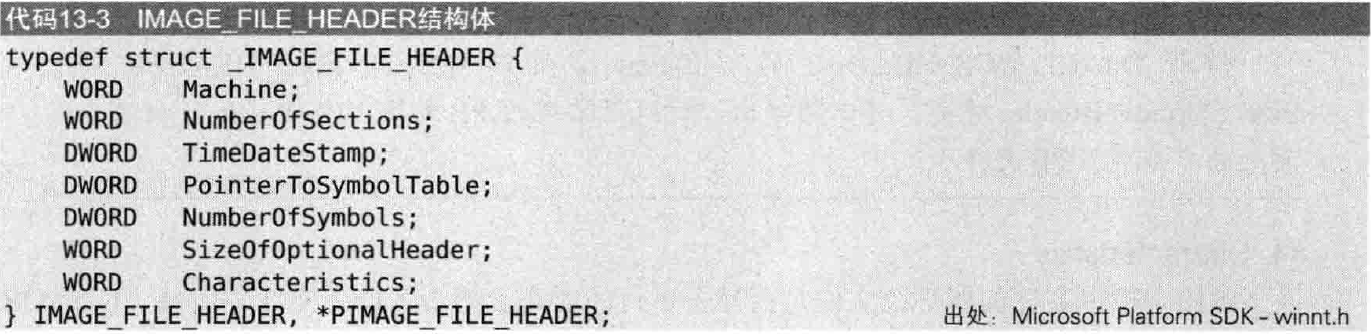 代码13-3 IMAGE_FILE_HEADER结构体
typedef struct _IMAGE_FILE_HEADER {
    WORD    Machine;
    WORD    NumberOfSections;
    DWORD   TimeDateStamp;
    DWORD   PointerToSymbolTable;
    DWORD   NumberOfSymbols;
    WORD    SizeOfOptionalHeader;
    WORD    Characteristics;
} IMAGE_FILE_HEADER, *PIMAGE_FILE_HEADER;
出处：Microsoft Platform SDK - winnt.h